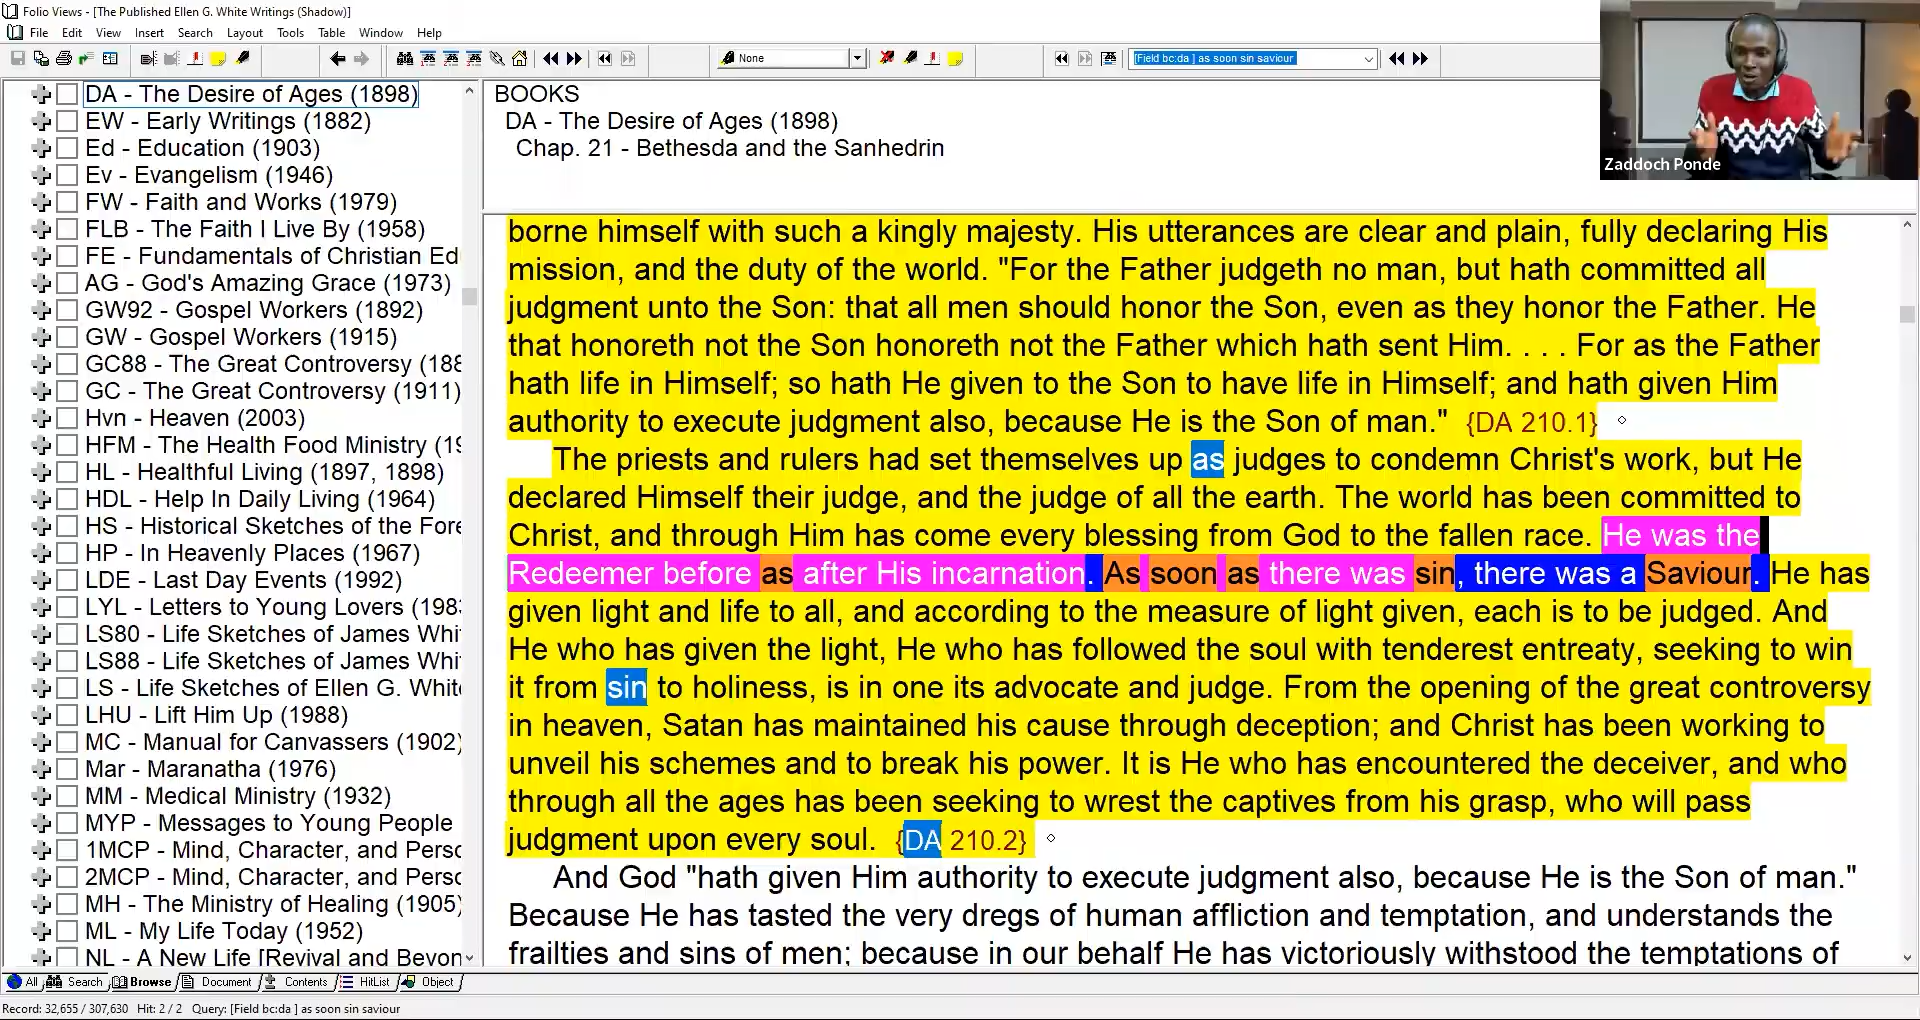 Folio Views - [The Published Ellen G. White Writings (Shadow)]
File Edit View Insert Search Layout Tools Table Window Help
None
[Field bc:da ] as soon sin saviour
Zaddoch Ponde
DA - The Desire of Ages (1898)
EW - Early Writings (1882)
Ed - Education (1903)
Ev - Evangelism (1946)
FW - Faith and Works (1979)
FLB - The Faith I Live By (1958)
FE - Fundamentals of Christian Ed
AG - God's Amazing Grace (1973)
GW92 - Gospel Workers (1892)
GW - Gospel Workers (1915)
GC88 - The Great Controversy (188
GC - The Great Controversy (1911)
Hvn - Heaven (2003)
HFM - The Health Food Ministry (19
HL - Healthful Living (1897, 1898)
HDL - Help In Daily Living (1964)
HS - Historical Sketches of the Fore
HP - In Heavenly Places (1967)
LDE - Last Day Events (1992)
LYL - Letters to Young Lovers (1983
LS80 - Life Sketches of James Whi
LS88 - Life Sketches of James Whi
LS - Life Sketches of Ellen G. White
LHU - Lift Him Up (1988)
MC - Manual for Canvassers (1902)
Mar - Maranatha (1976)
MM - Medical Ministry (1932)
MYP - Messages to Young People
1MCP - Mind, Character, and Perso
2MCP - Mind, Character, and Perso
MH - The Ministry of Healing (1905)
ML - My Life Today (1952)
NL - A New Life [Revival and Beyon
BOOKS
DA - The Desire of Ages (1898)
Chap. 21 - Bethesda and the Sanhedrin
borne himself with such a kingly majesty. His utterances are clear and plain, fully declaring His
mission, and the duty of the world. "For the Father judgeth no man, but hath committed all
judgment unto the Son: that all men should honor the Son, even as they honor the Father. He
that honoreth not the Son honoreth not the Father which hath sent Him. . . . For as the Father
hath life in Himself; so hath He given to the Son to have life in Himself; and hath given Him
authority to execute judgment also, because He is the Son of man." {DA 210.1}
The priests and rulers had set themselves up as judges to condemn Christ's work, but He
declared Himself their judge, and the judge of all the earth. The world has been committed to
Christ, and through Him has come every blessing from God to the fallen race. He was the
Redeemer before as after His incarnation. As soon as there was sin, there was a Saviour. He has
given light and life to all, and according to the measure of light given, each is to be judged. And
He who has given the light, He who has followed the soul with tenderest entreaty, seeking to win
it from sin to holiness, is in one its advocate and judge. From the opening of the great controversy
in heaven, Satan has maintained his cause through deception; and Christ has been working to
unveil his schemes and to break his power. It is He who has encountered the deceiver, and who
through all the ages has been seeking to wrest the captives from his grasp, who will pass
judgment upon every soul. {DA 210.2}
And God "hath given Him authority to execute judgment also, because He is the Son of man."
Because He has tasted the very dregs of human affliction and temptation, and understands the
frailties and sins of men; because in our behalf He has victoriously withstood the temptations of
All Search Browse Document Contents HitList Object
Record: 32,655 / 307,630 Hit: 2 / 2 Query: [Field bc:da ] as soon sin saviour